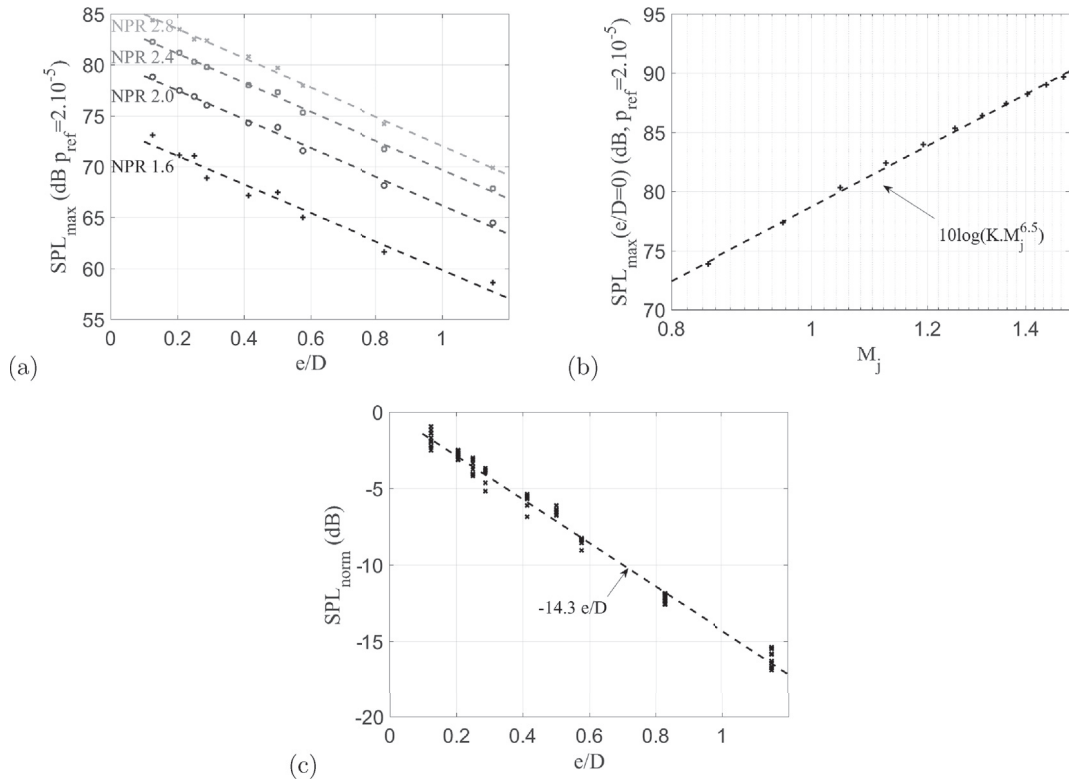 85
80
75
70
65
60
55
SPL_max (dB p_ref=2.10^-5)
NPR 2.8
NPR 2.4
NPR 2.0
NPR 1.6
0
0.2
0.4
0.6
0.8
1
e/D
(a)
95
90
85
80
75
70
SPL_max(e/D=0) (dB, p_ref=2.10^-5)
10log(K.M_j^6.5)
0.8
1
1.2
1.4
M_j
(b)
0
-5
-10
-15
-20
SPL_norm (dB)
-14.3 e/D
0
0.2
0.4
0.6
0.8
1
e/D
(c)